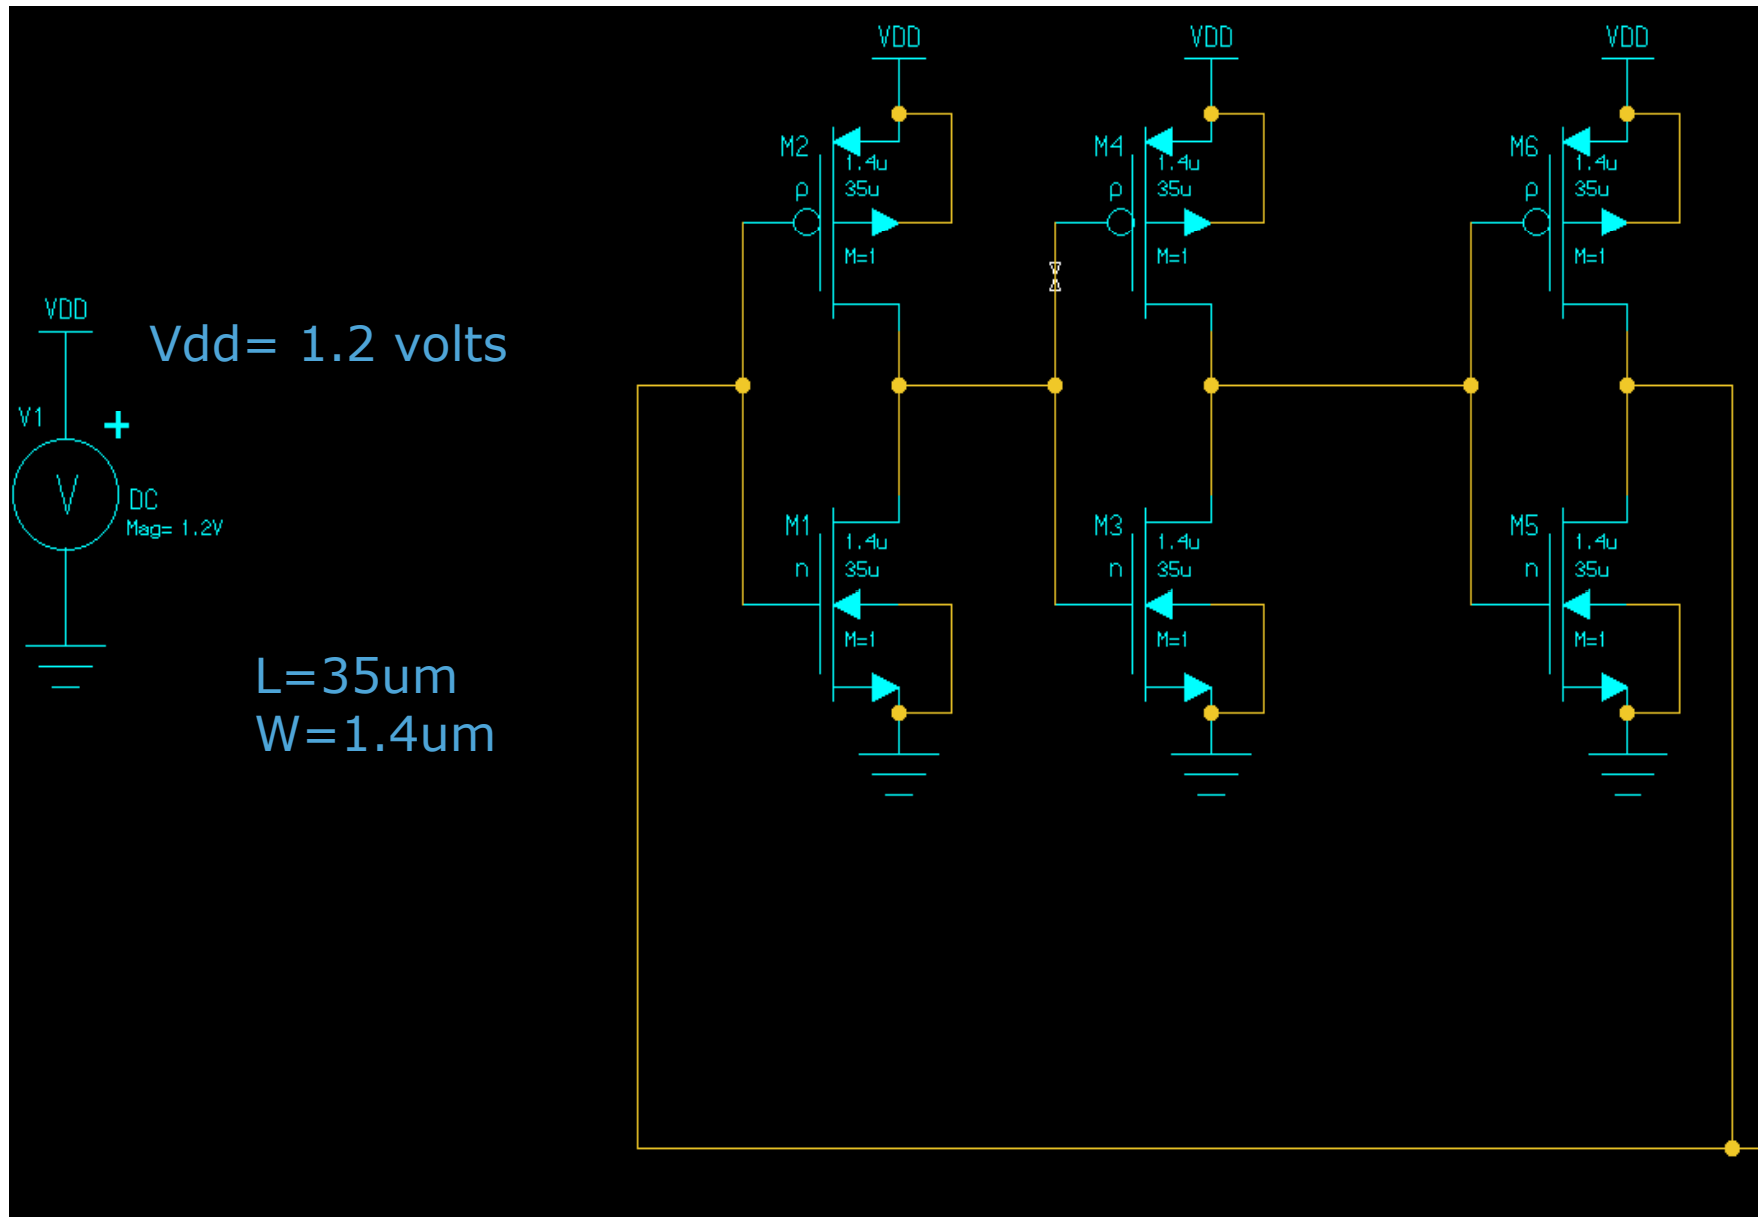 VDD
VDD
VDD
M2
1.4u
p
35u
M=1
M4
1.4u
p
35u
M=1
M6
1.4u
p
35u
M=1
VDD
Vdd= 1.2 volts
V1
+
V
DC
Mag= 1.2V
M1
1.4u
n
35u
M=1
M3
1.4u
n
35u
M=1
M5
1.4u
n
35u
M=1
L=35um
W=1.4um